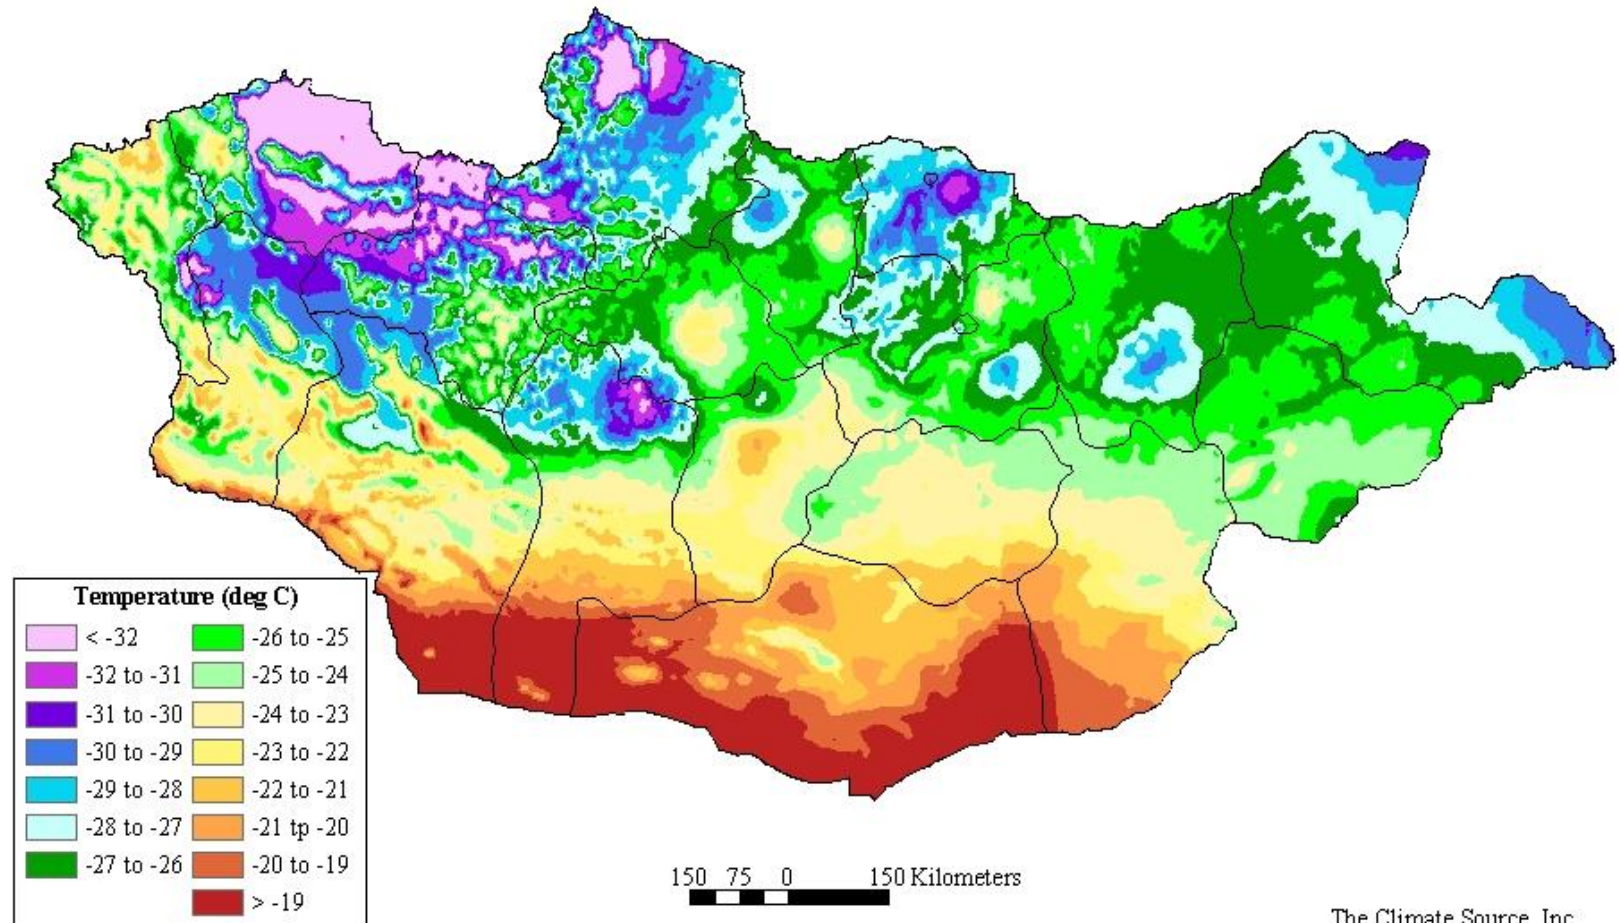 Temperature (deg C)
< -32
-32 to -31
-31 to -30
-30 to -29
-29 to -28
-28 to -27
-27 to -26
-26 to -25
-25 to -24
-24 to -23
-23 to -22
-22 to -21
-21 tp -20
-20 to -19
> -19
150 75 0 150 Kilometers
The Climate Source, Inc